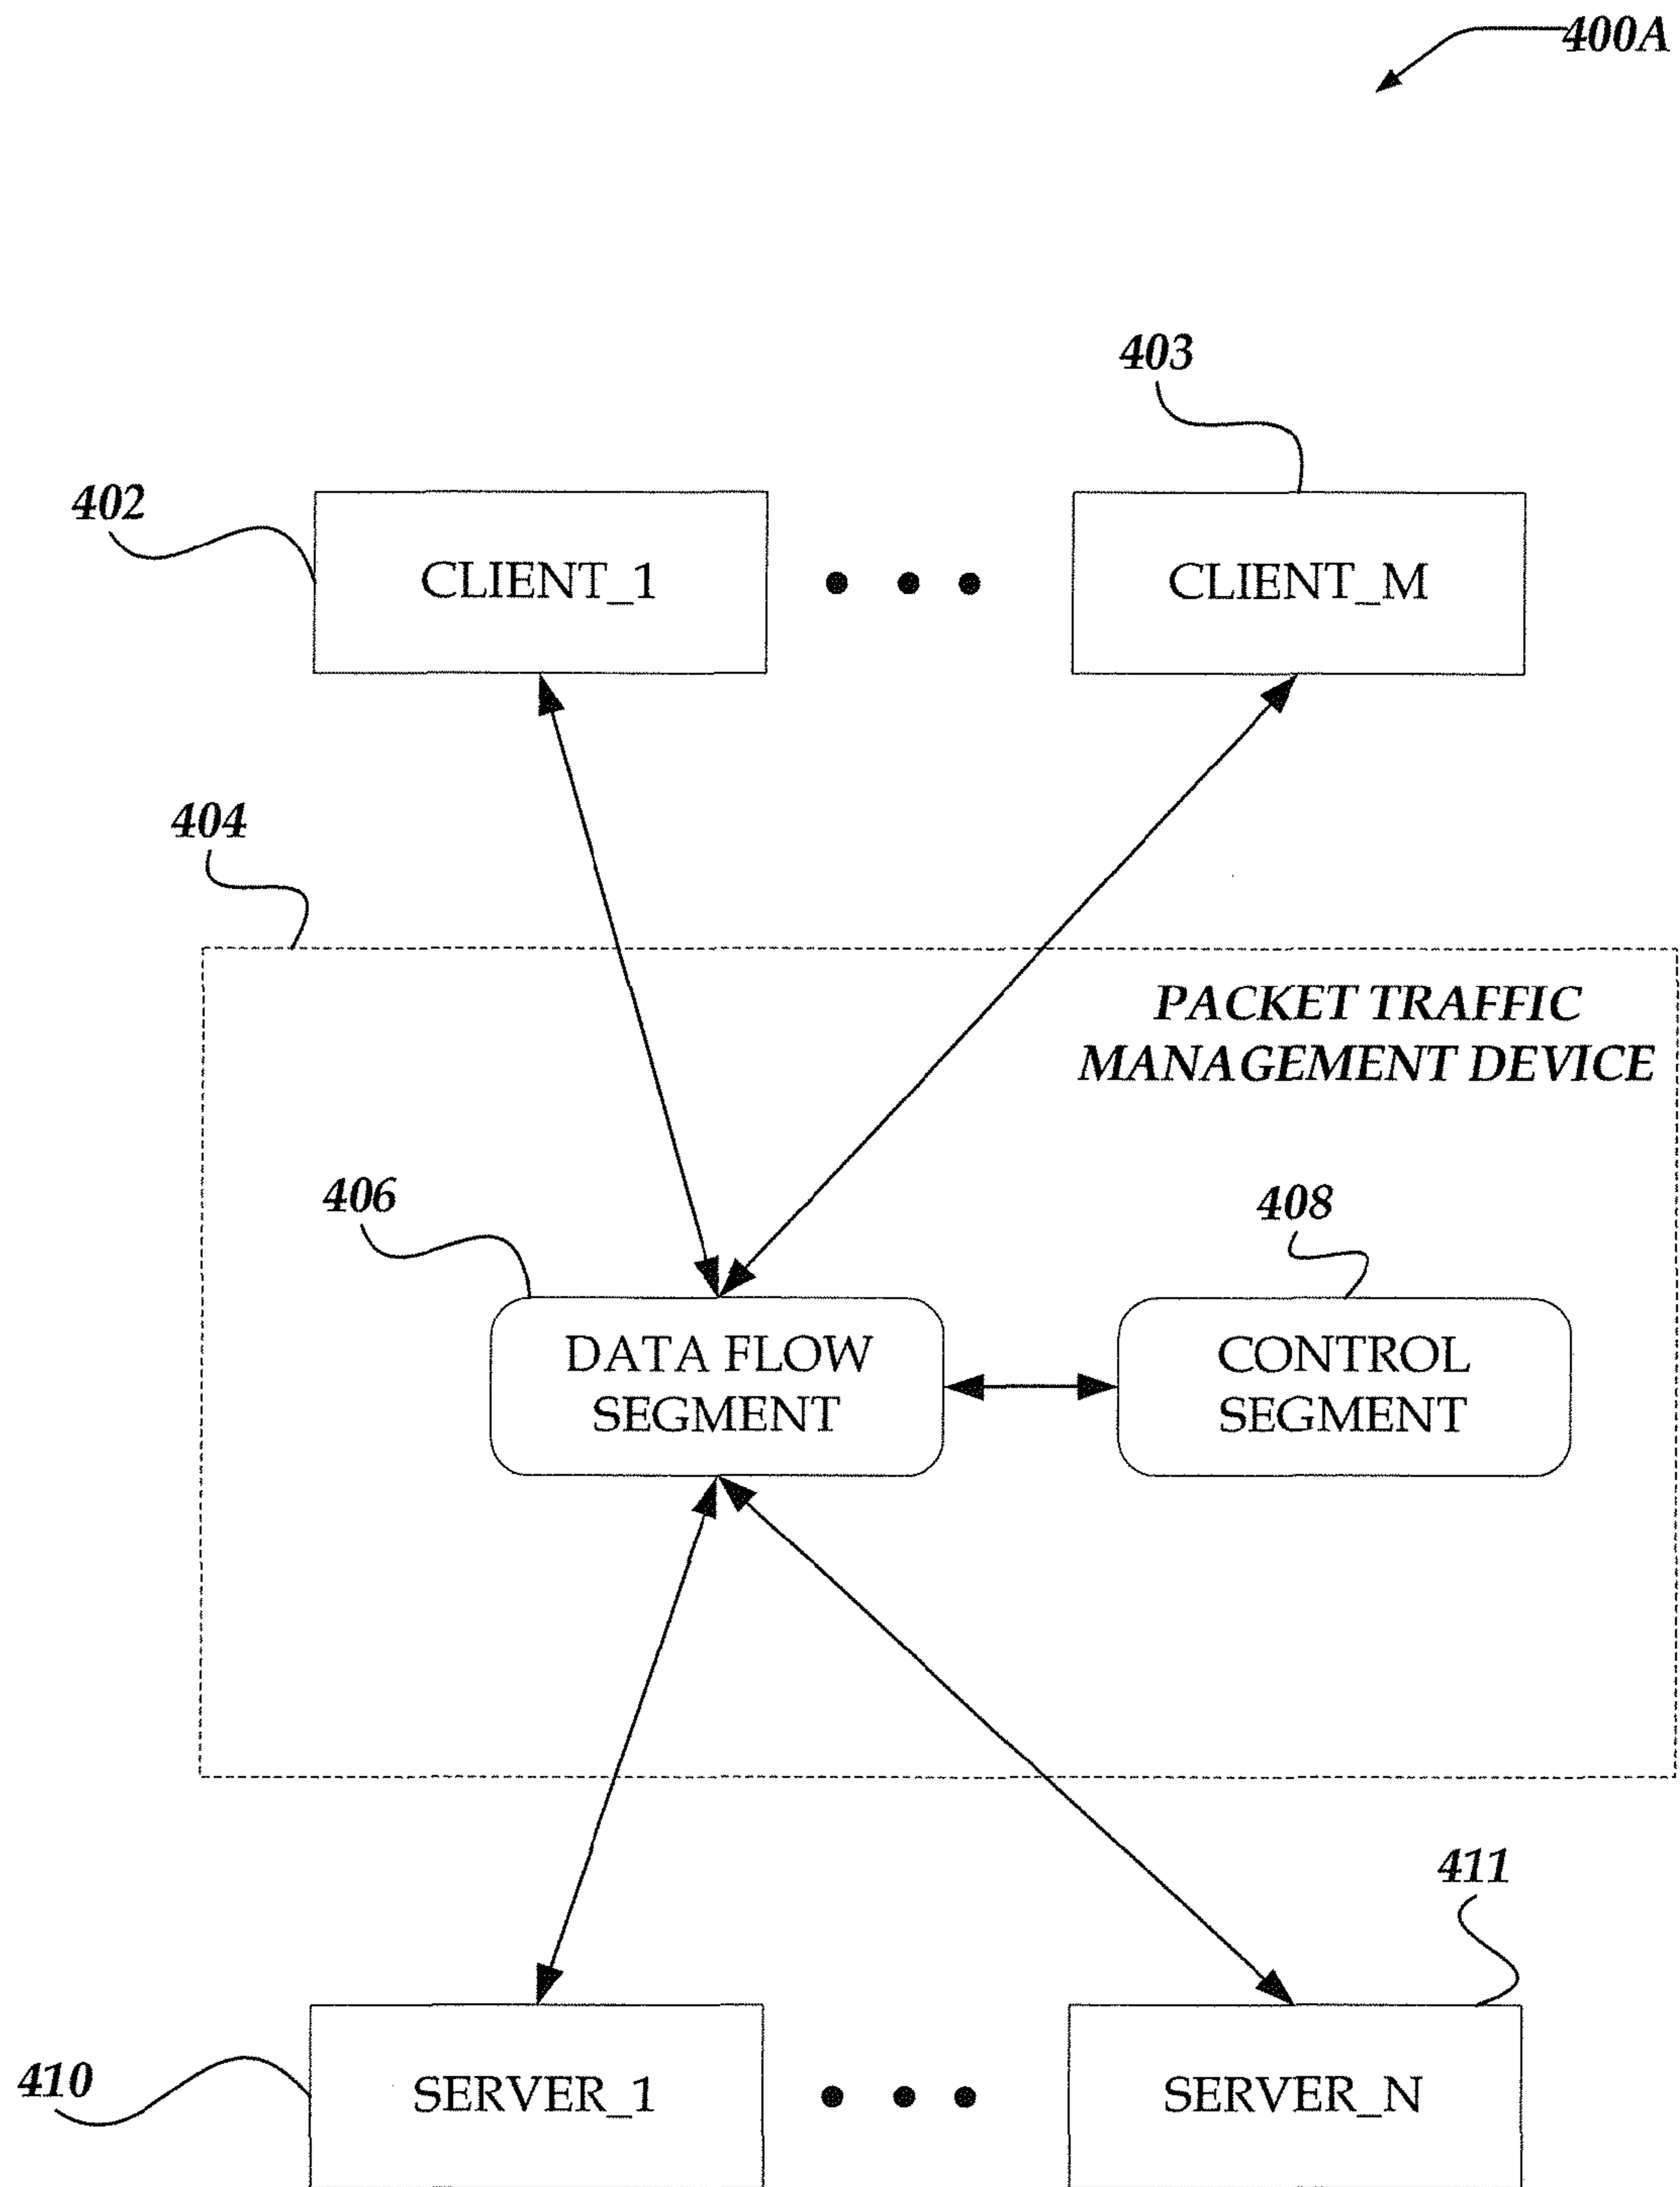 400A
403
402
CLIENT_1
CLIENT_M
404
PACKET TRAFFIC
MANAGEMENT DEVICE
406
408
DATA FLOW
SEGMENT
CONTROL
SEGMENT
411
410
SERVER_1
SERVER_N